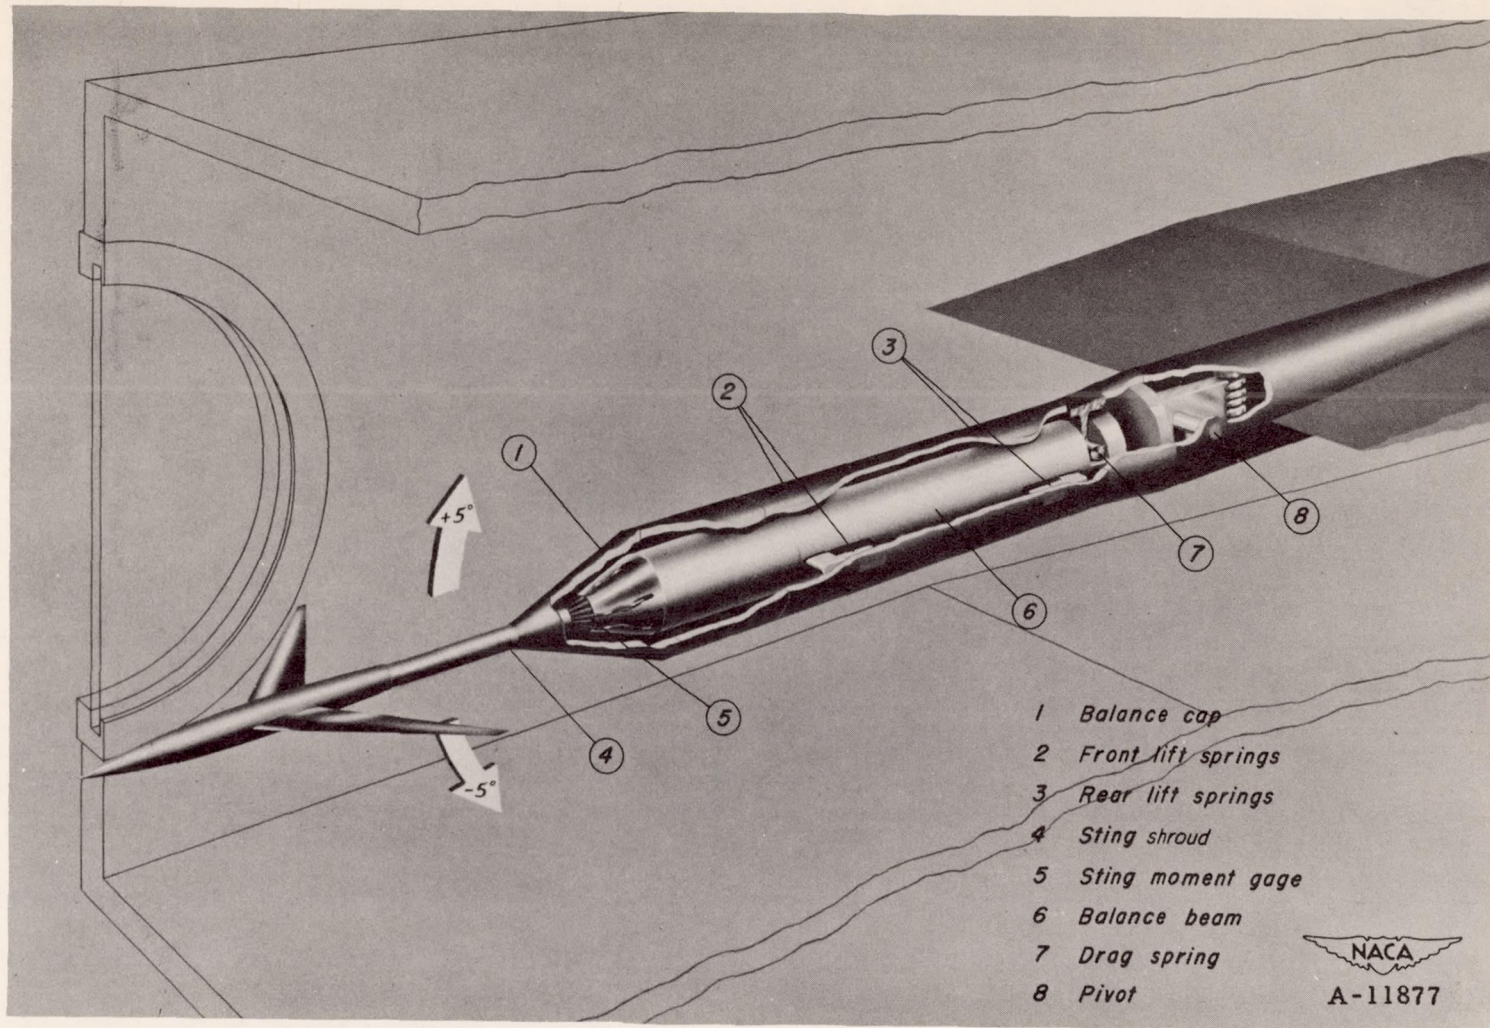 3
2
1
+5°
8
7
6
5
4
-5°
1 Balance cap
2 Front lift springs
3 Rear lift springs
4 Sting shroud
5 Sting moment gage
6 Balance beam
7 Drag spring
8 Pivot
NACA
A-11877